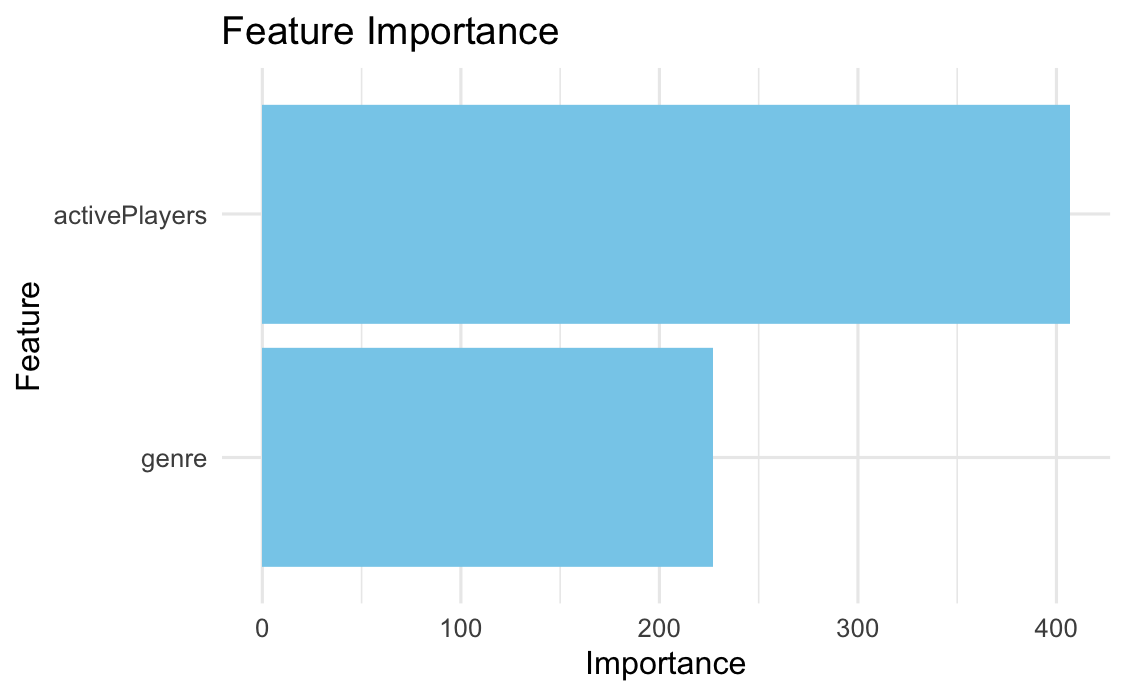 Feature Importance
activePlayers
Feature
genre
0 100 200 300 400
Importance